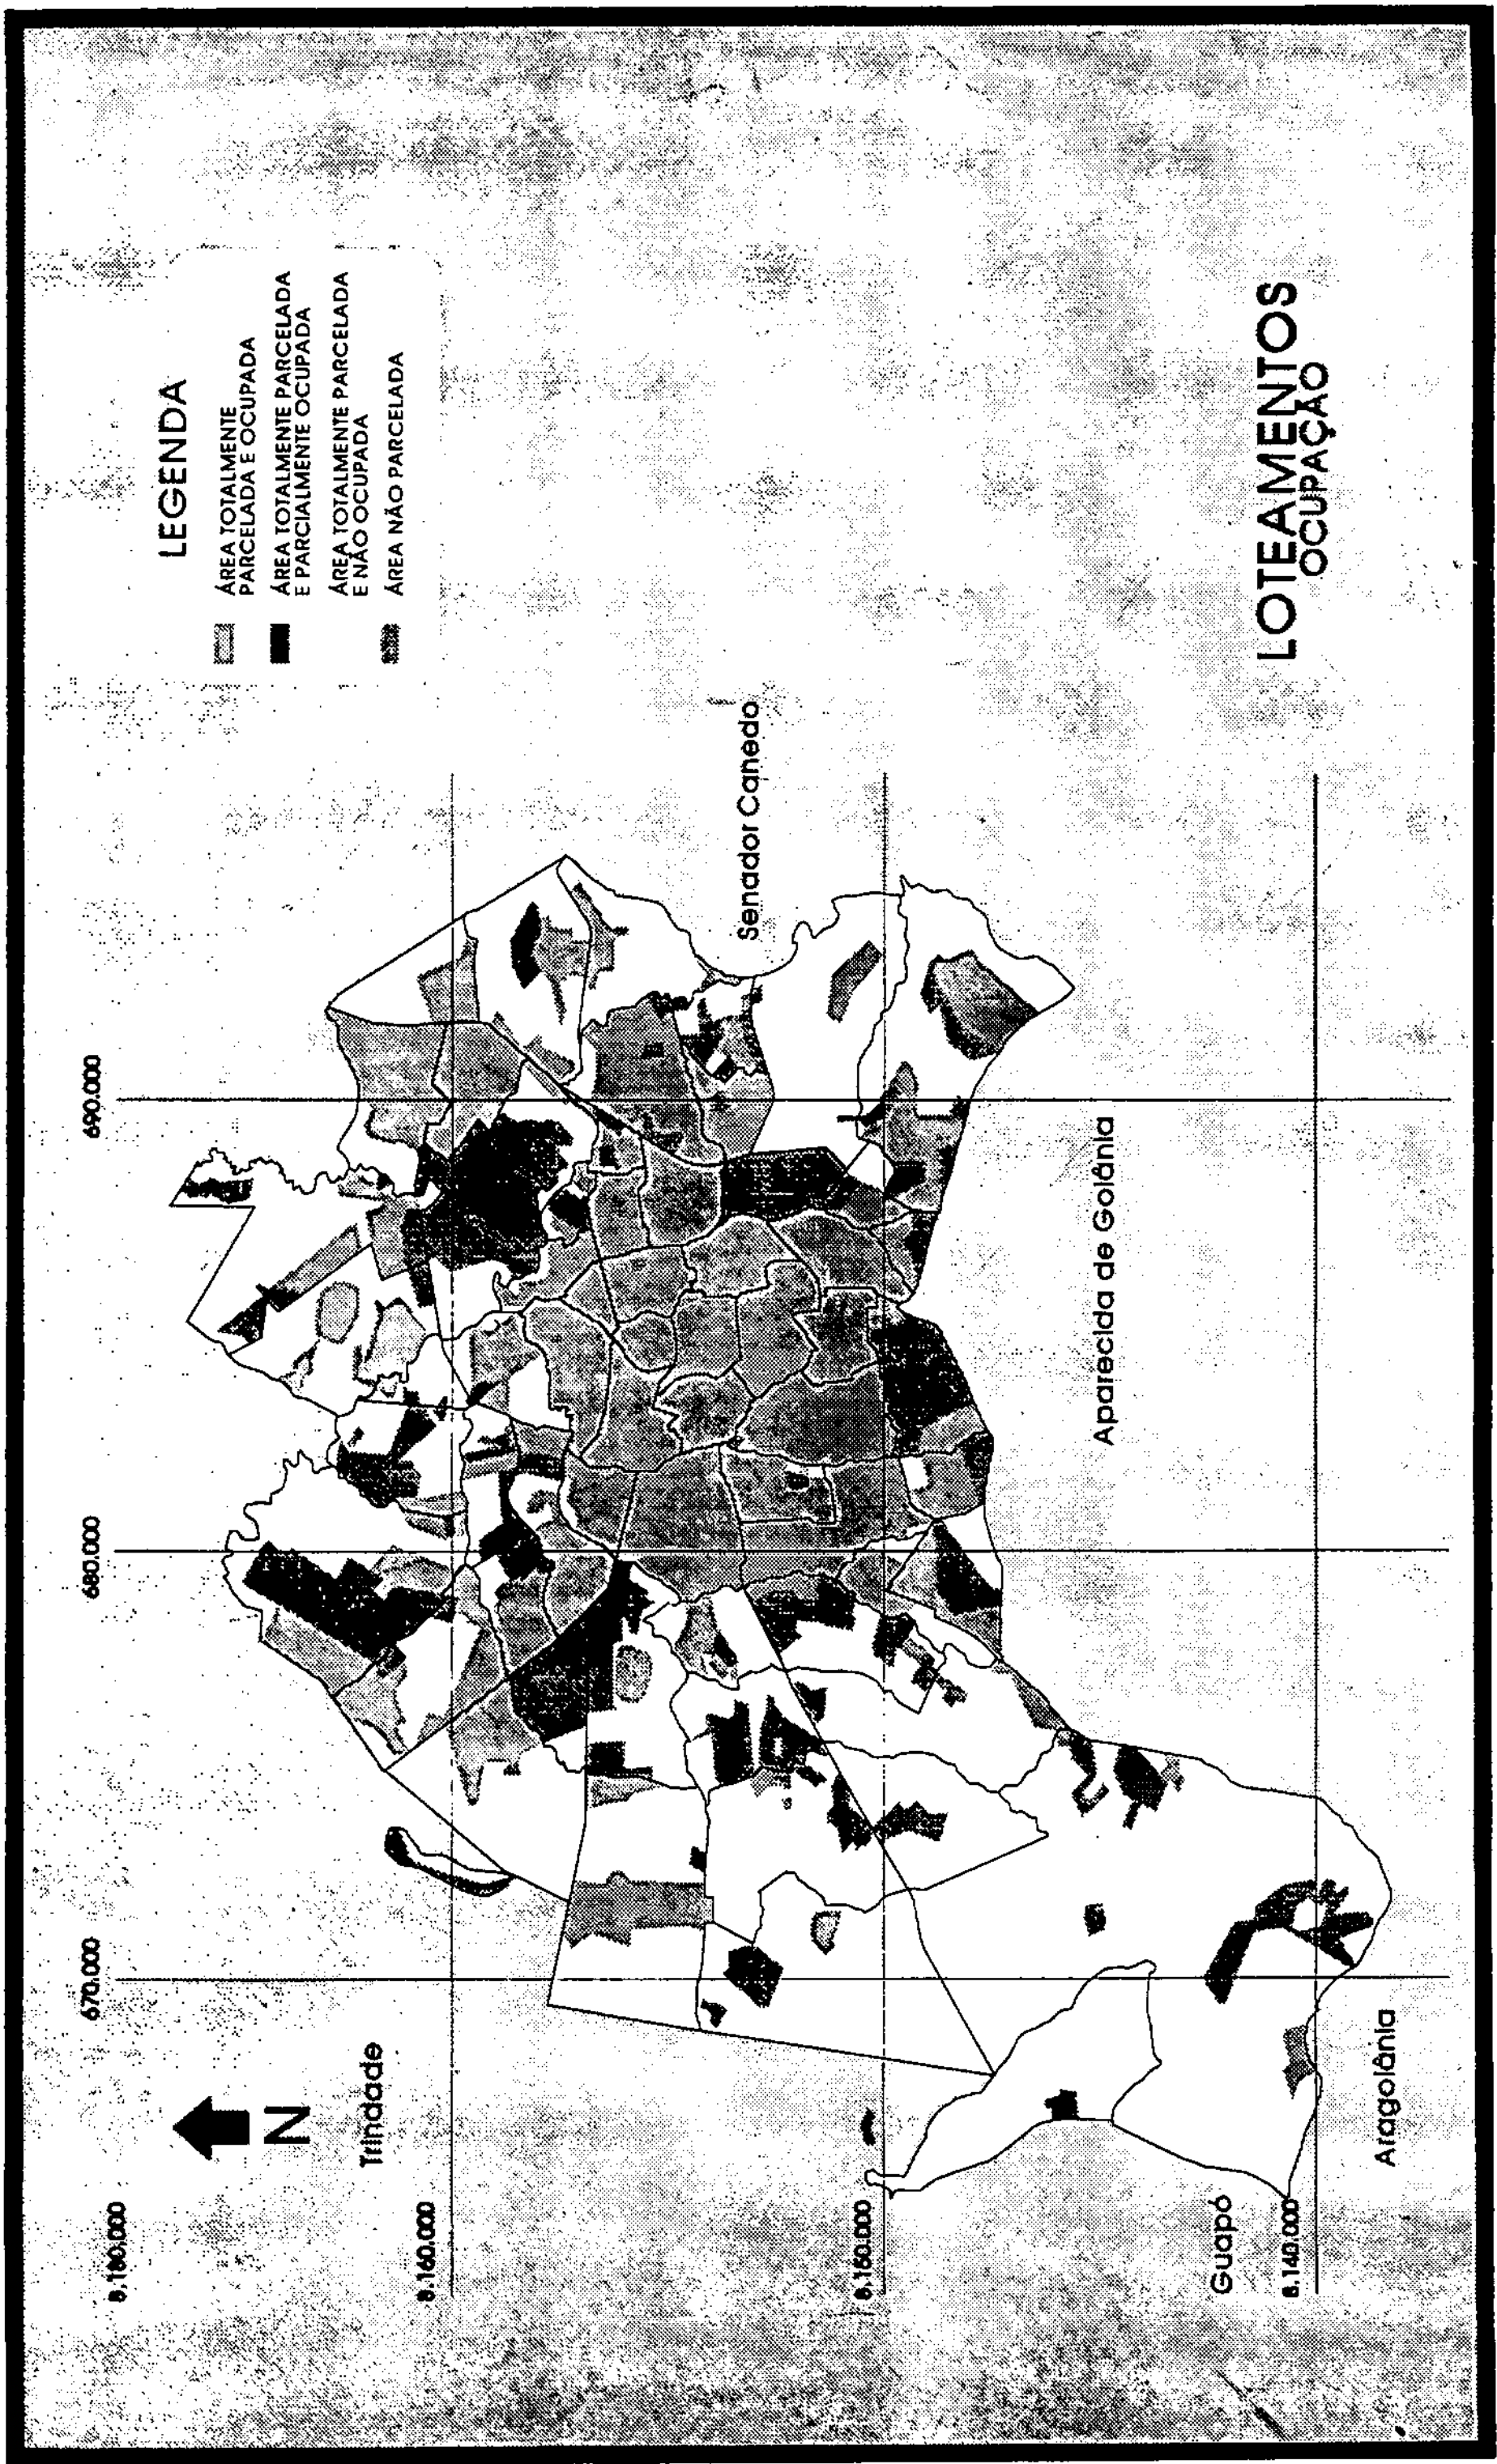 LEGENDA
ÁREA TOTALMENTE
PARCELADA E OCUPADA
ÁREA TOTALMENTE PARCELADA
E PARCIALMENTE OCUPADA
ÁREA TOTALMENTE PARCELADA
E NÃO OCUPADA
ÁREA NÃO PARCELADA
670.000
680.000
690.000
8.180.000
8.160.000
8.150.000
8.140.000
N
Trindade
Senador Canedo
Aparecida de Goiânia
Guapó
Aragoiânia
LOTEAMENTOS
OCUPAÇÃO